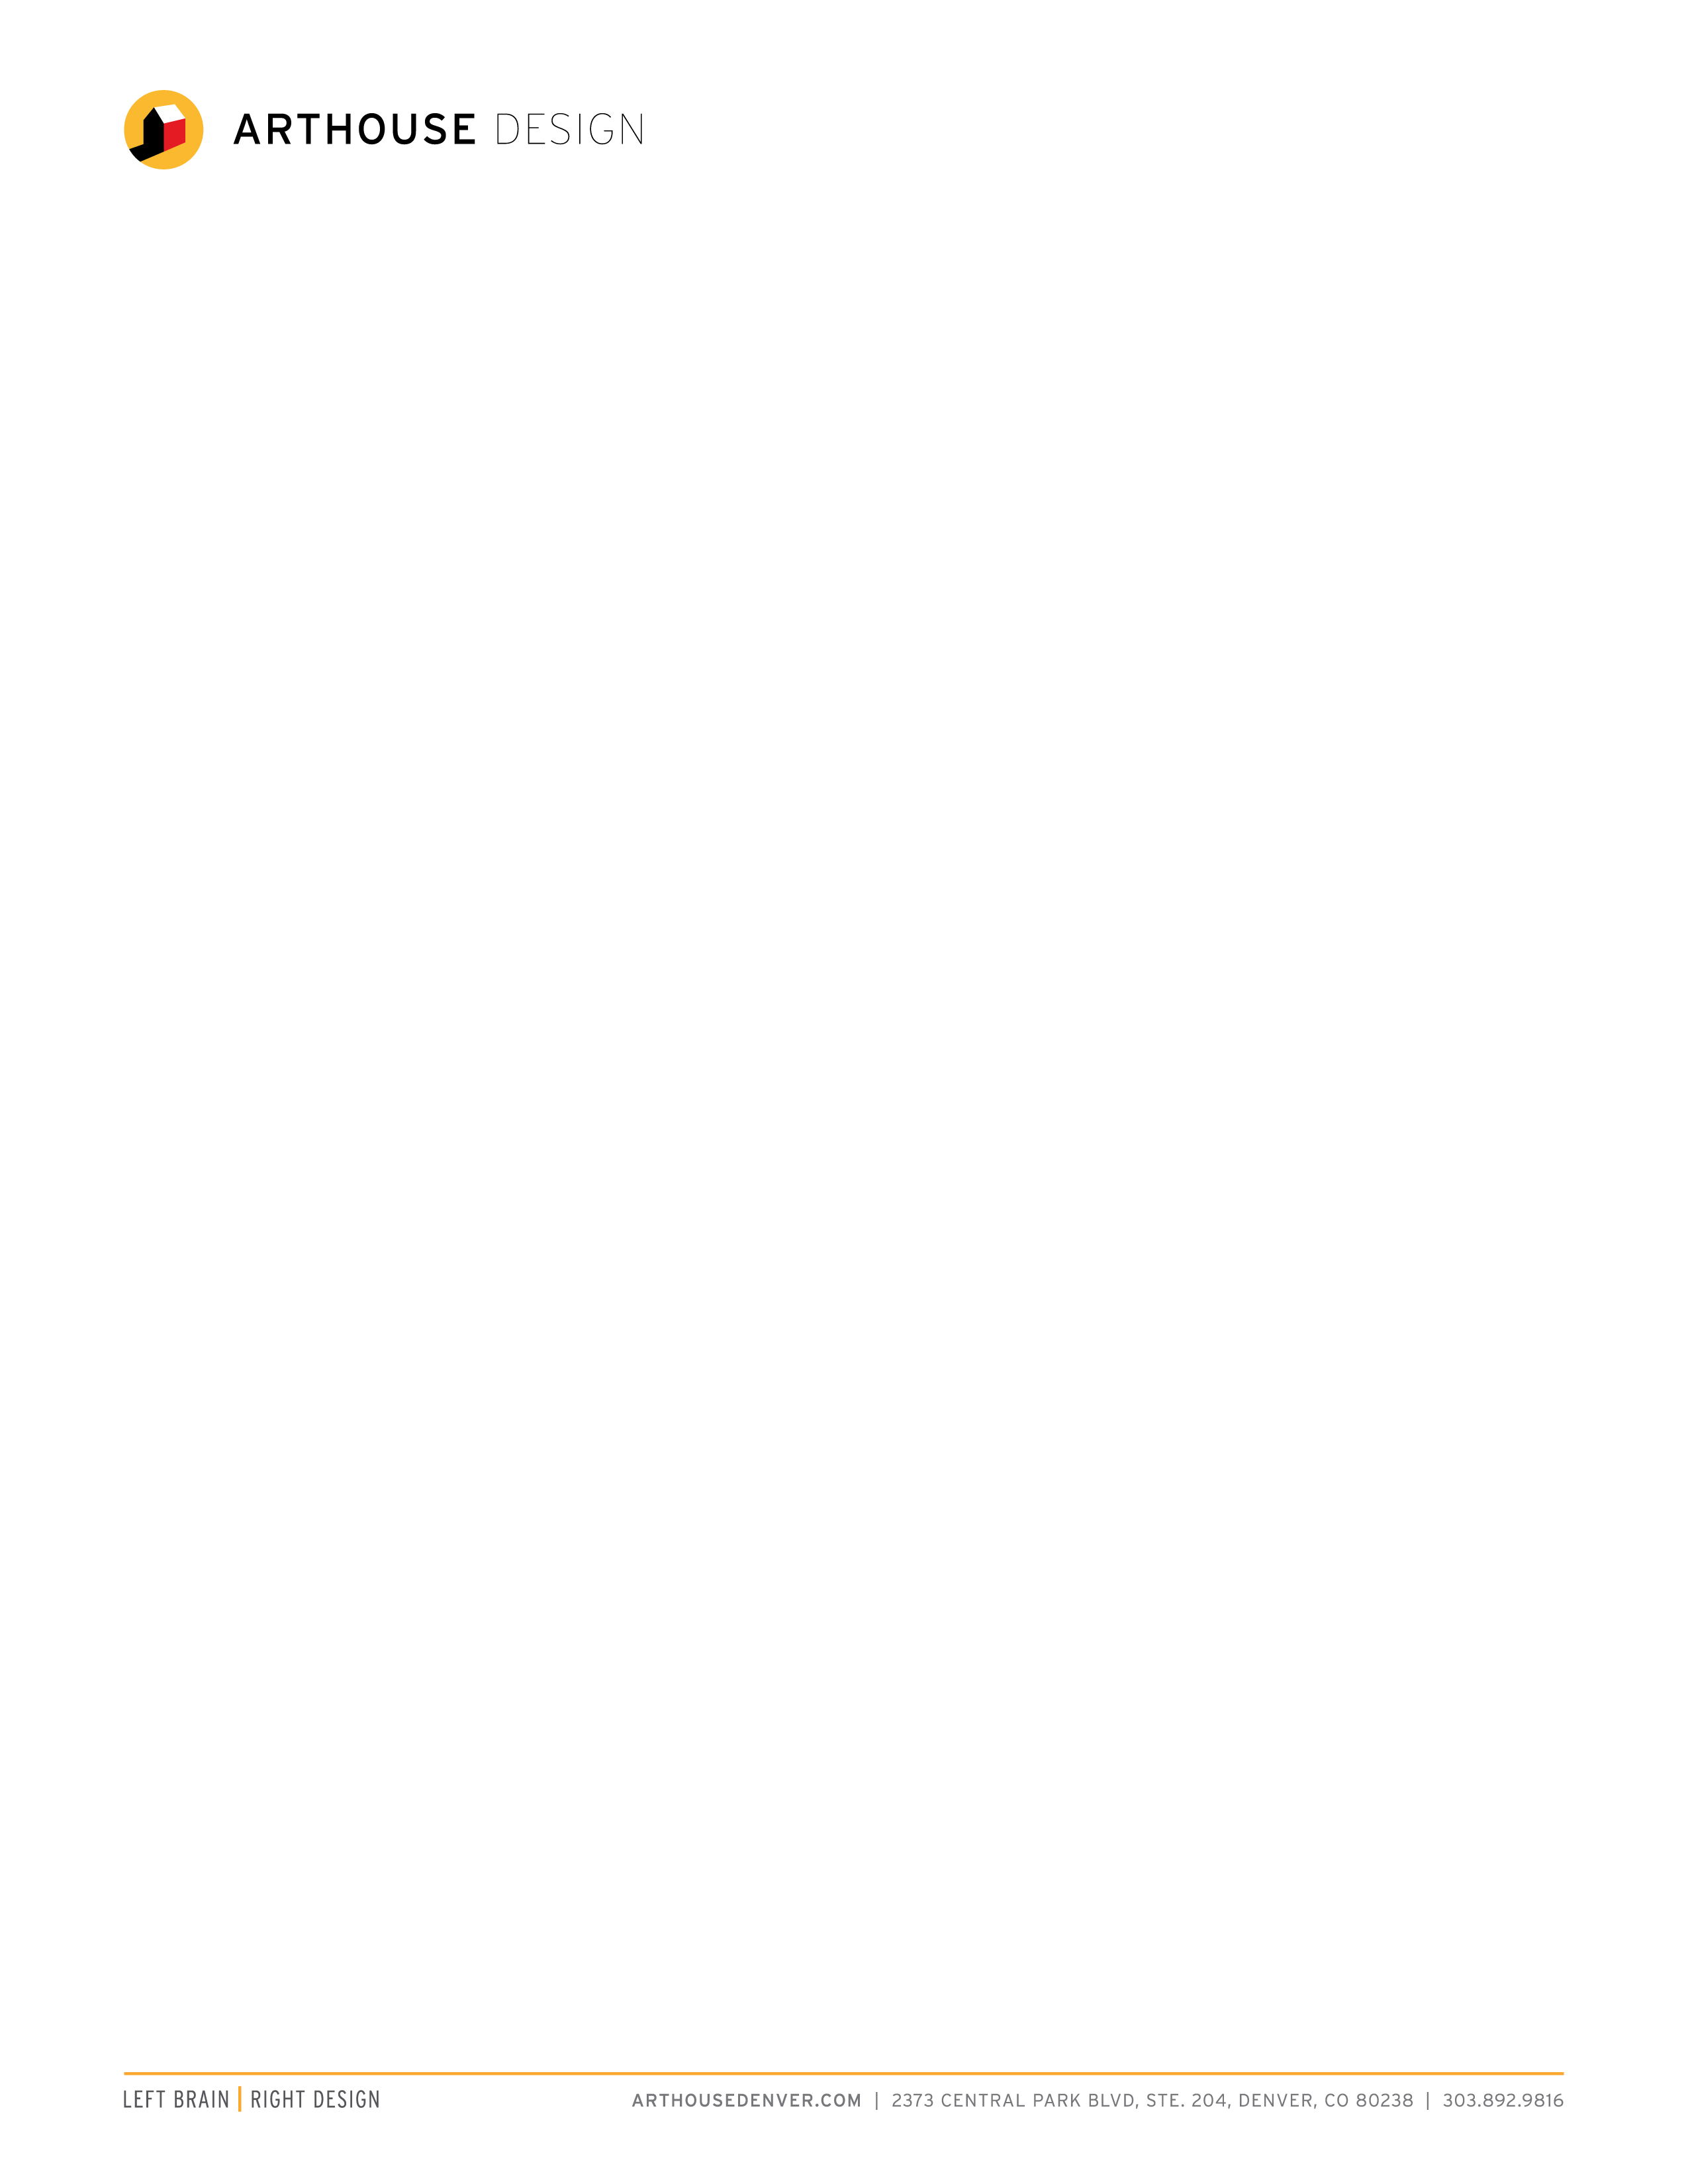 ARTHOUSE DESIGN
LEFT BRAIN | RIGHT DESIGN
ARTHOUSEDENVER.COM | 2373 CENTRAL PARK BLVD, STE. 204, DENVER, CO 80238 | 303.892.9816